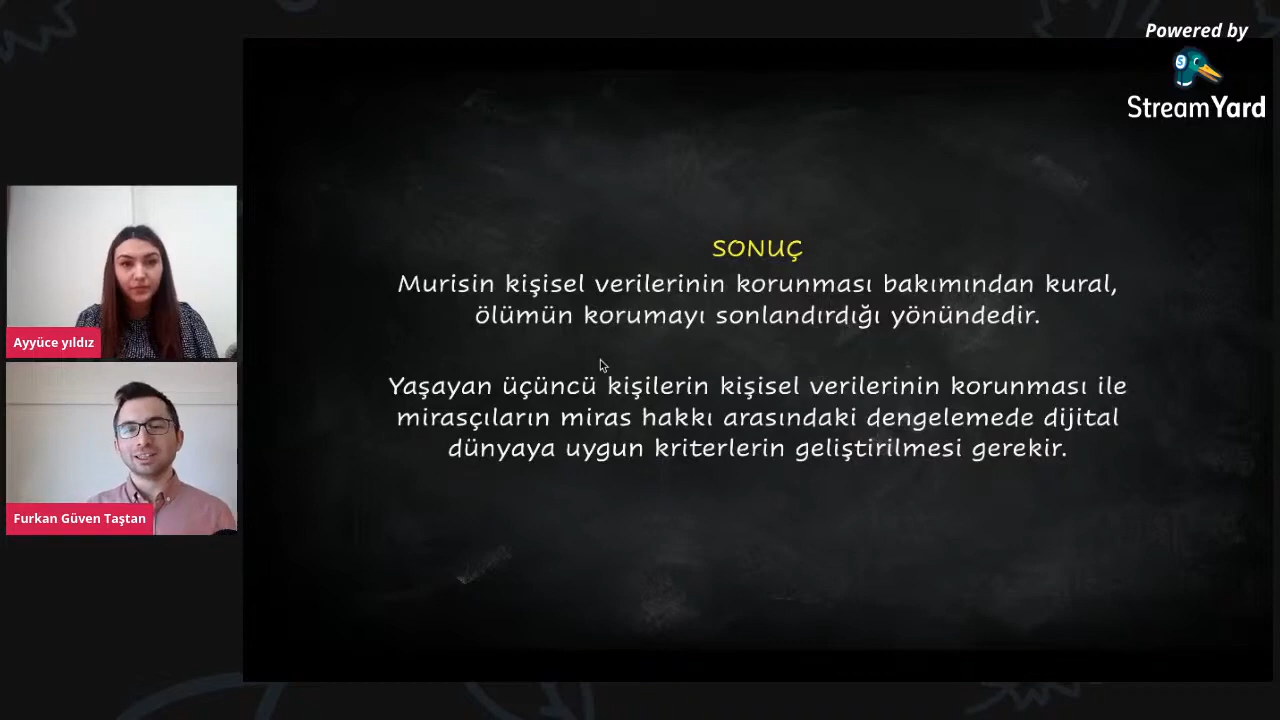 Powered by
StreamYard
Ayyüce yıldız
Furkan Güven Taştan
SONUÇ
Murisin kişisel verilerinin korunması bakımından kural,
ölümün korumayı sonlandırdığı yönündedir.
Yaşayan üçüncü kişilerin kişisel verilerinin korunması ile
mirasçıların miras hakkı arasındaki dengelemede dijital
dünyaya uygun kriterlerin geliştirilmesi gerekir.